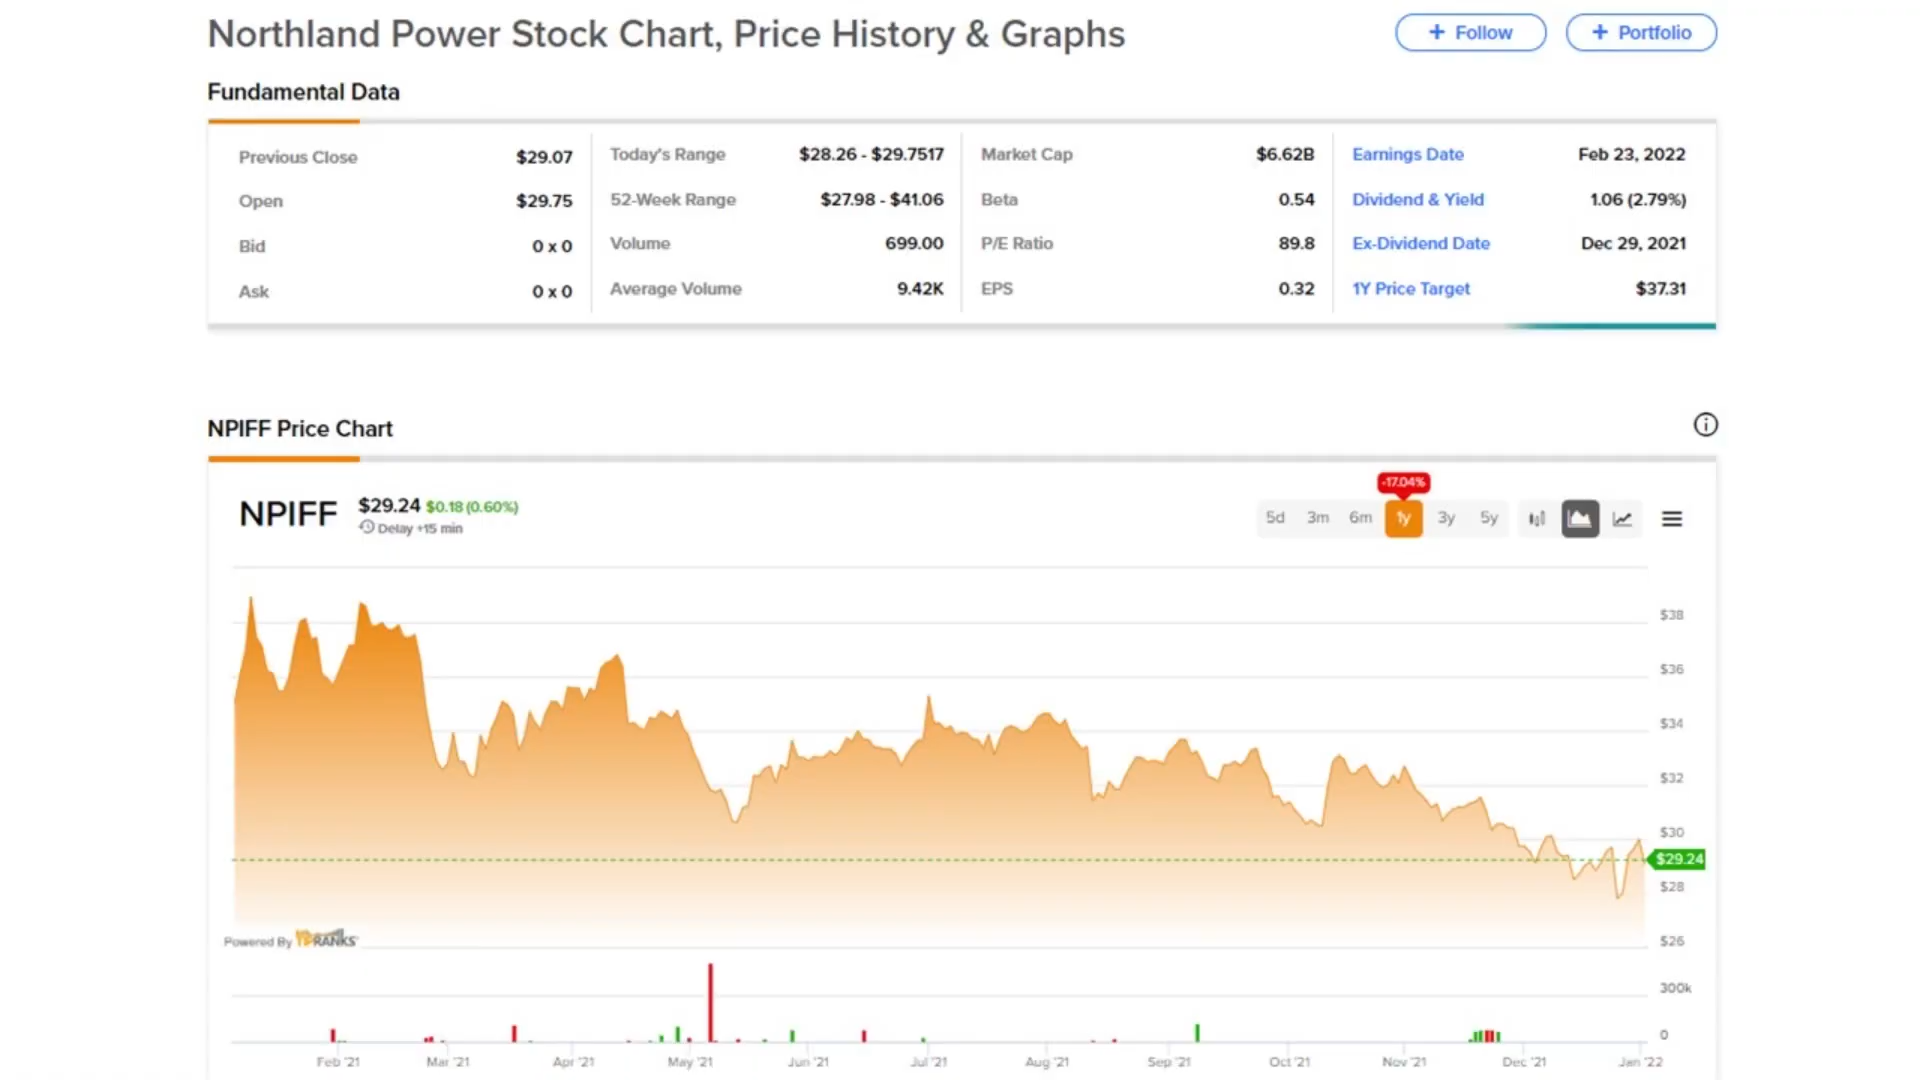 Northland Power Stock Chart, Price History & Graphs
+ Follow
+ Portfolio
Fundamental Data
Previous Close $29.07
Open $29.75
Bid 0 x 0
Ask 0 x 0
Today's Range $28.26 - $29.7517
52-Week Range $27.98 - $41.06
Volume 699.00
Average Volume 9.42K
Market Cap $6.62B
Beta 0.54
P/E Ratio 89.8
EPS 0.32
Earnings Date Feb 23, 2022
Dividend & Yield 1.06 (2.79%)
Ex-Dividend Date Dec 29, 2021
1Y Price Target $37.31
NPIFF Price Chart
NPIFF
$29.24 $0.18 (0.60%)
Delay +15 min
-17.04%
5d 3m 6m 1y 3y 5y
$38
$36
$34
$32
$30
$29.24
$28
$26
Powered By TIPRANKS
300k
0
Feb '21 Mar '21 Apr '21 May '21 Jun '21 Jul '21 Aug '21 Sep '21 Oct '21 Nov '21 Dec '21 Jan '22